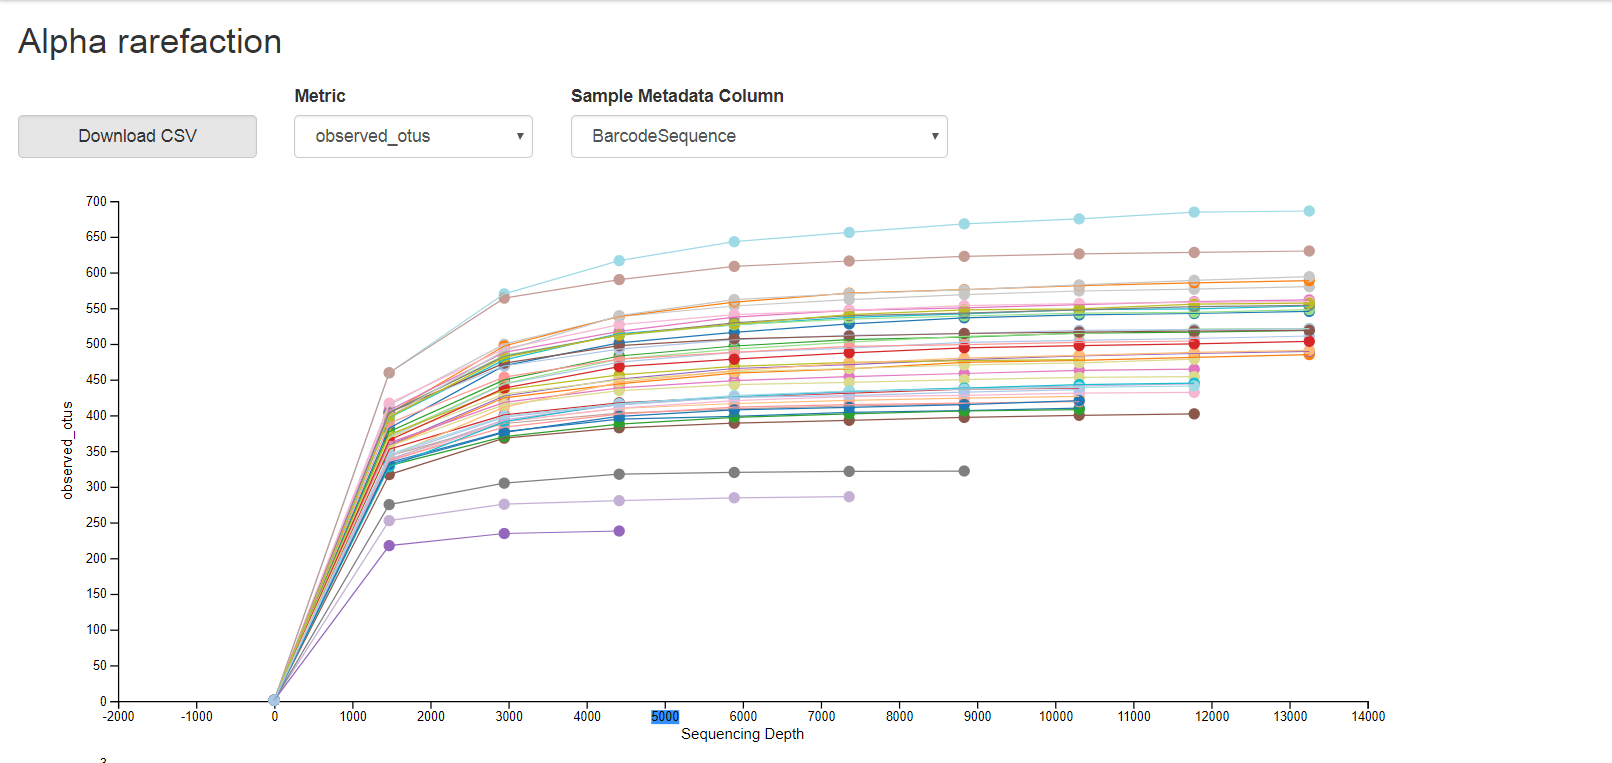 Alpha rarefaction
Metric
Sample Metadata Column
Download CSV
observed_otus
BarcodeSequence
700
650
600
550
500
450
400
350
300
250
200
150
100
50
0
observed_otus
-2000 -1000 0 1000 2000 3000 4000 5000 6000 7000 8000 9000 10000 11000 12000 13000 14000
Sequencing Depth